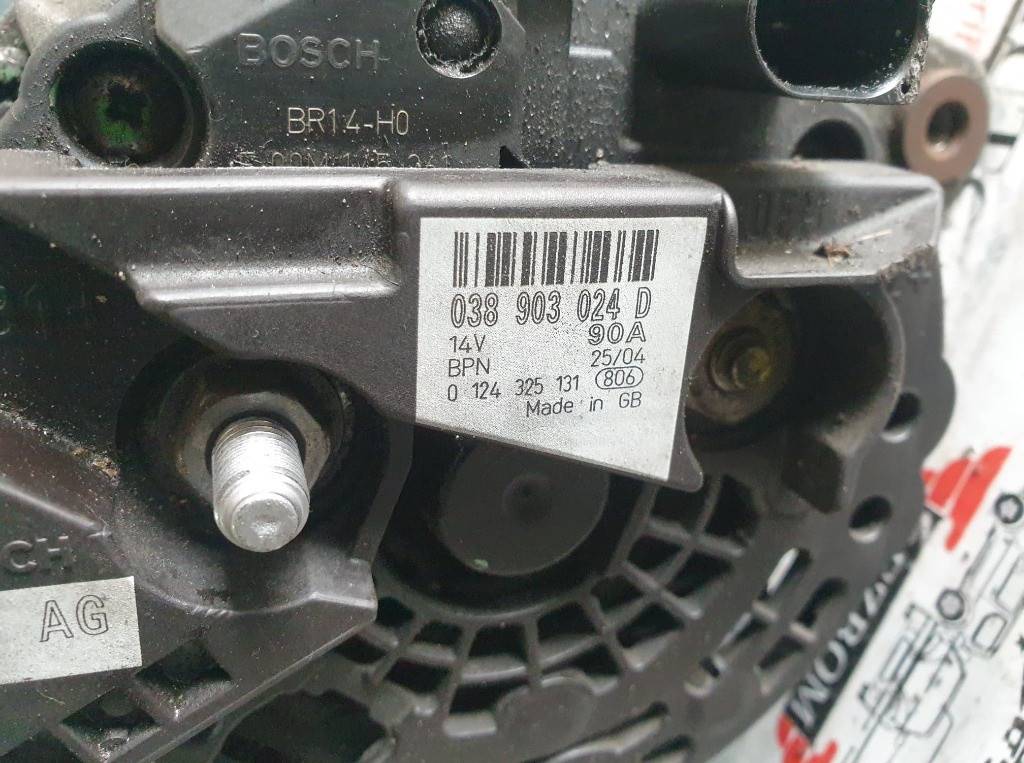 BOSCH
BR14-H0
038 903 024 D
14V 90A
BPN 25/04
0 124 325 131 806
Made in GB
CH
AG
ZROM